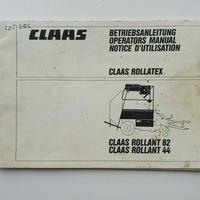 CLAAS
BETRIEBSANLEITUNG
OPERATORS MANUAL
NOTICE D'UTILISATION
CLAAS ROLLATEX
CLAAS ROLLANT 62
CLAAS ROLLANT 44